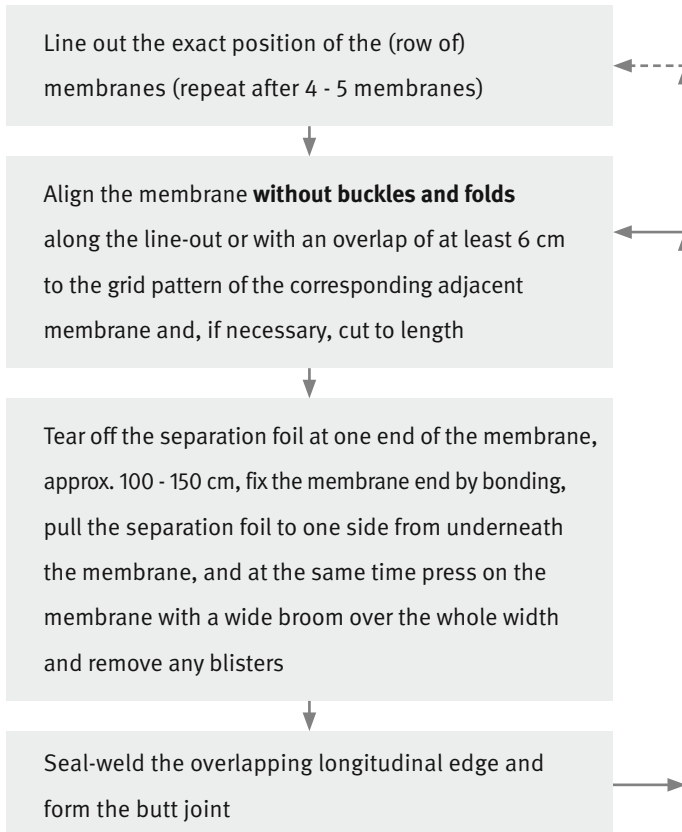 Line out the exact position of the (row of)
membranes (repeat after 4 - 5 membranes)
Align the membrane without buckles and folds
along the line-out or with an overlap of at least 6 cm
to the grid pattern of the corresponding adjacent
membrane and, if necessary, cut to length
Tear off the separation foil at one end of the membrane,
approx. 100 - 150 cm, fix the membrane end by bonding,
pull the separation foil to one side from underneath
the membrane, and at the same time press on the
membrane with a wide broom over the whole width
and remove any blisters
Seal-weld the overlapping longitudinal edge and
form the butt joint